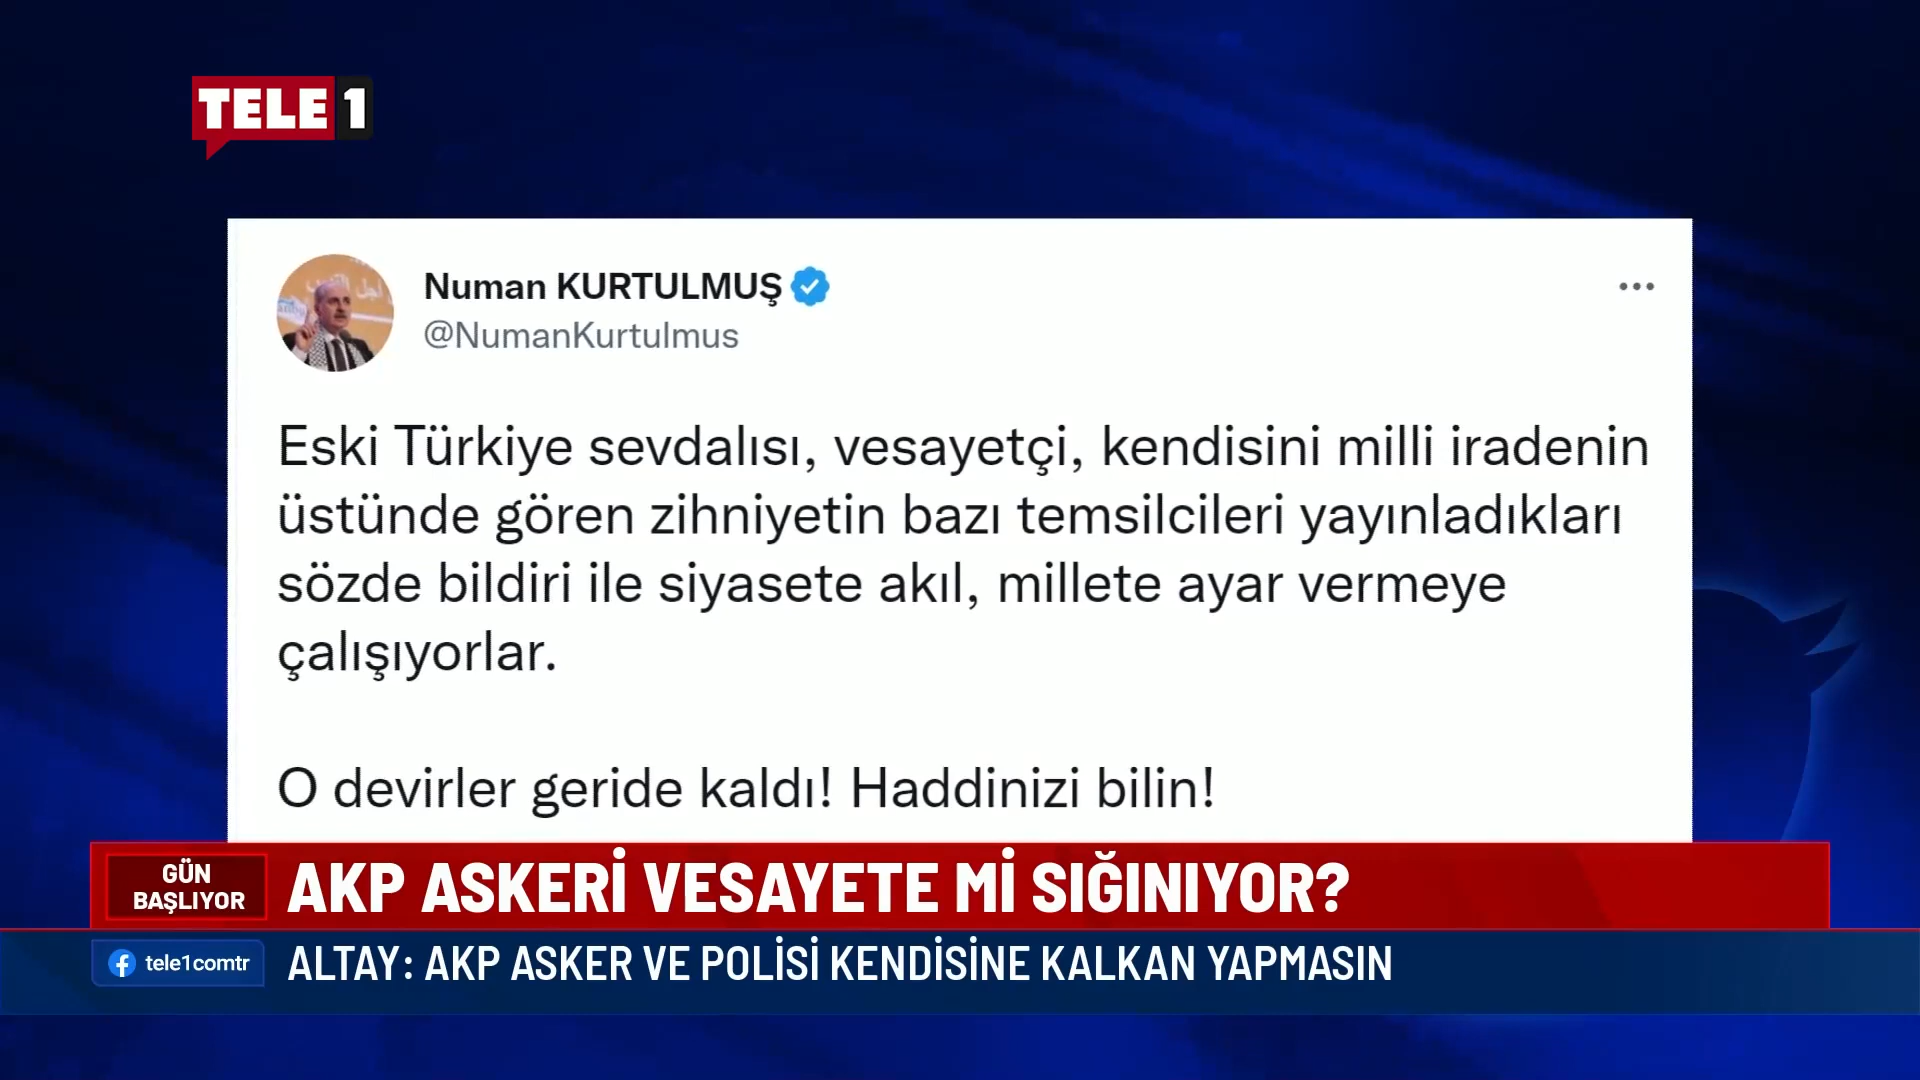 TELE 1
Numan KURTULMUŞ
@NumanKurtulmus
Eski Türkiye sevdalısı, vesayetçi, kendisini milli iradenin
üstünde gören zihniyetin bazı temsilcileri yayınladıkları
sözde bildiri ile siyasete akıl, millete ayar vermeye
çalışıyorlar.
O devirler geride kaldı! Haddinizi bilin!
GÜN
BAŞLIYOR
AKP ASKERİ VESAYETE Mİ SIĞINIYOR?
tele1comtr
ALTAY: AKP ASKER VE POLİSİ KENDİSİNE KALKAN YAPMASIN